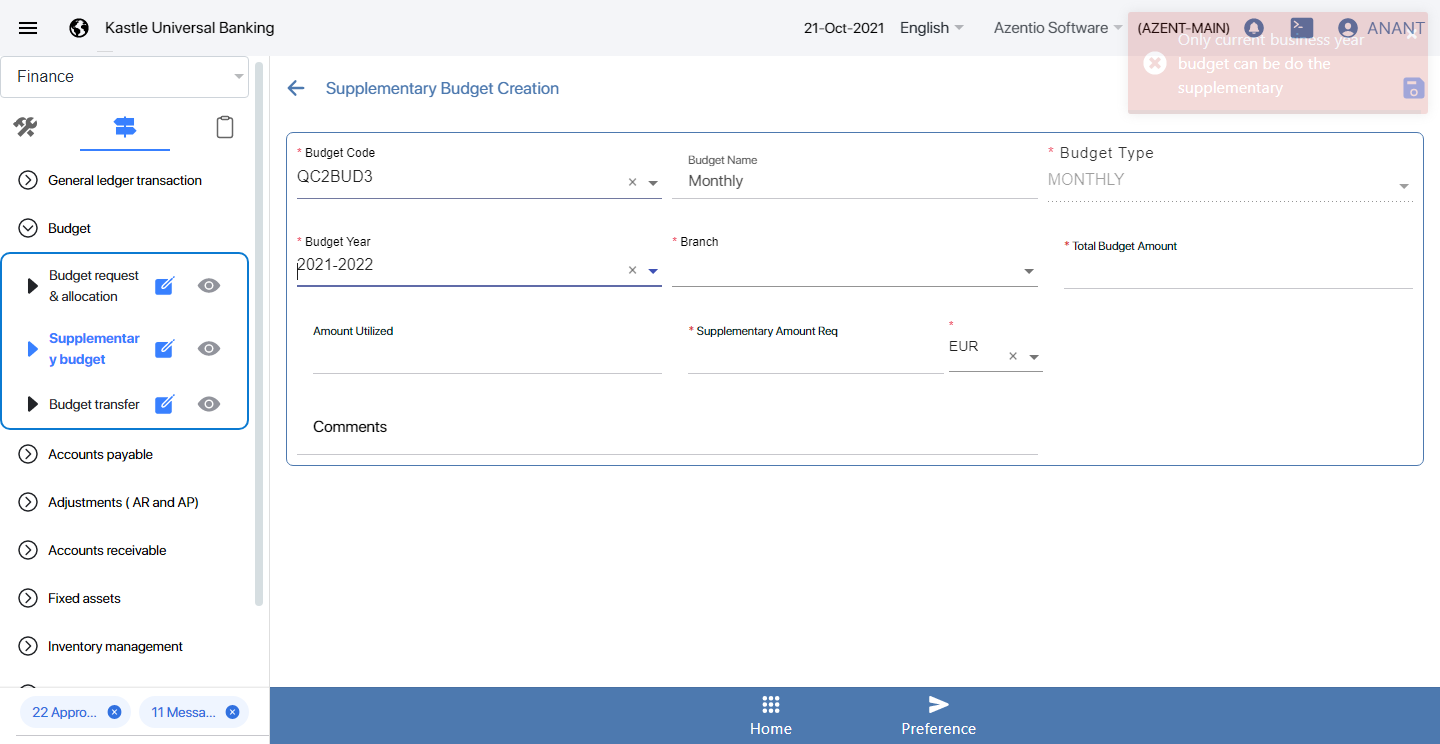 Kastle Universal Banking
21-Oct-2021
English
Azentio Software
(AZENT-MAIN)
ANANT
Only current business year
budget can be do the
supplementary
Finance
General ledger transaction
Budget
Budget request
& allocation
Supplementar
y budget
Budget transfer
Accounts payable
Adjustments ( AR and AP)
Accounts receivable
Fixed assets
Inventory management
22 Appro...
11 Messa...
Supplementary Budget Creation
* Budget Code
QC2BUD3
Budget Name
Monthly
* Budget Type
MONTHLY
* Budget Year
2021-2022
* Branch
* Total Budget Amount
Amount Utilized
* Supplementary Amount Req
*
EUR
Comments
Home
Preference